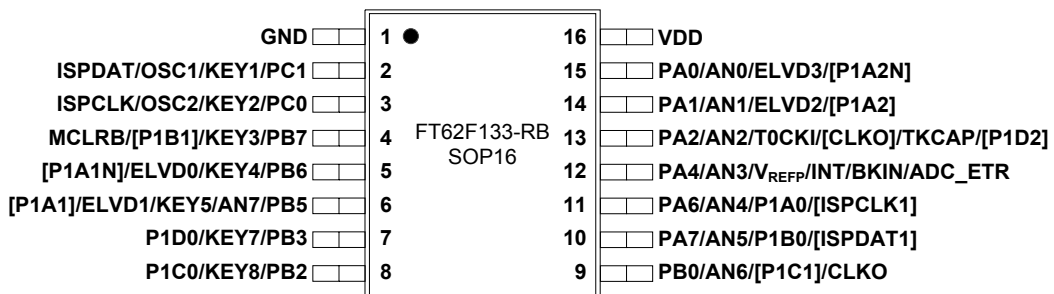 GND 1 16 VDD
ISPDAT/OSC1/KEY1/PC1 2 15 PA0/AN0/ELVD3/[P1A2N]
ISPCLK/OSC2/KEY2/PC0 3 14 PA1/AN1/ELVD2/[P1A2]
MCLRB/[P1B1]/KEY3/PB7 4 FT62F133-RB 13 PA2/AN2/T0CKI/[CLKO]/TKCAP/[P1D2]
SOP16
[P1A1N]/ELVD0/KEY4/PB6 5 12 PA4/AN3/VREFP/INT/BKIN/ADC_ETR
[P1A1]/ELVD1/KEY5/AN7/PB5 6 11 PA6/AN4/P1A0/[ISPCLK1]
P1D0/KEY7/PB3 7 10 PA7/AN5/P1B0/[ISPDAT1]
P1C0/KEY8/PB2 8 9 PB0/AN6/[P1C1]/CLKO